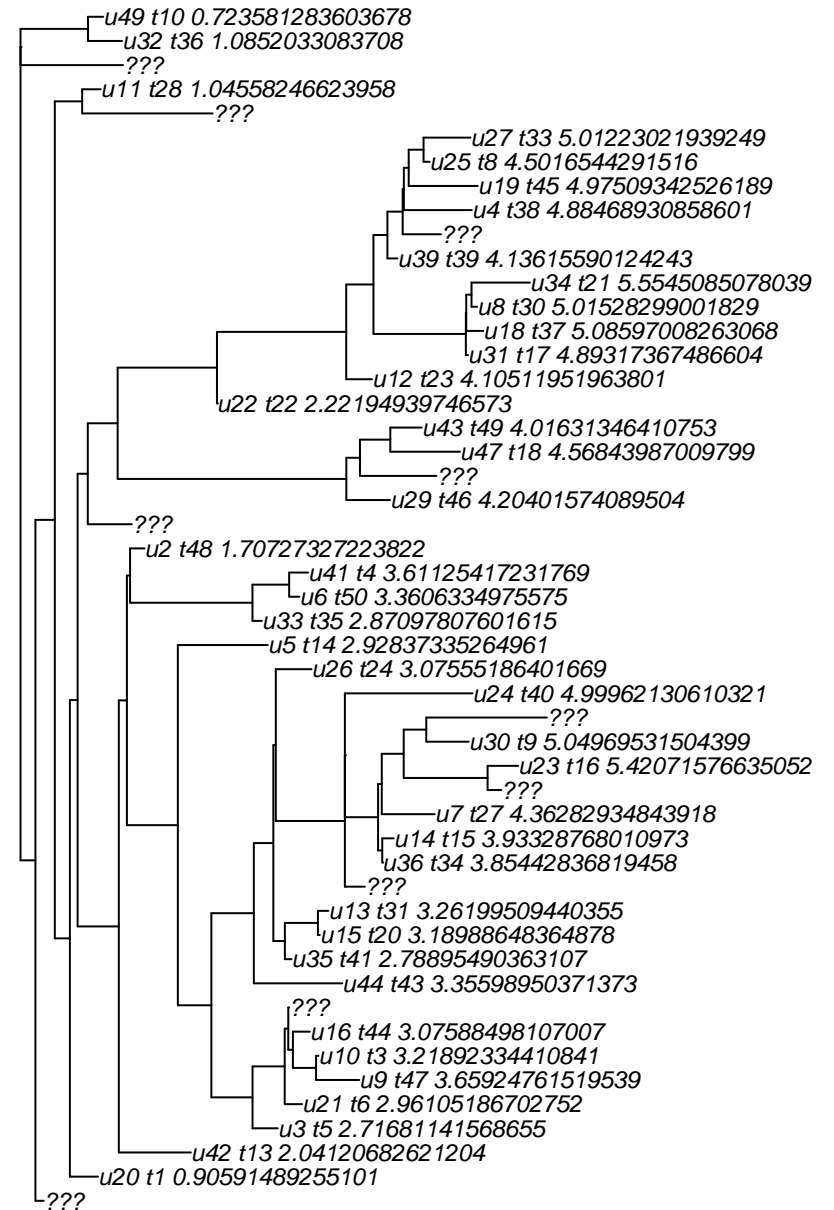 u49 t10 0.723581283603678
u32 t36 1.0852033083708
???
u11 t28 1.04558246623958
???
u27 t33 5.01223021939249
u25 t8 4.5016544291516
u19 t45 4.97509342526189
u4 t38 4.88468930858601
???
u39 t39 4.13615590124243
u34 t21 5.5545085078039
u8 t30 5.01528299001829
u18 t37 5.08597008263068
u31 t17 4.89317367486604
u12 t23 4.10511951963801
u22 t22 2.22194939746573
u43 t49 4.01631346410753
u47 t18 4.56843987009799
???
u29 t46 4.20401574089504
???
u2 t48 1.70727327223822
u41 t4 3.61125417231769
u6 t50 3.3606334975575
u33 t35 2.87097807601615
u5 t14 2.92837335264961
u26 t24 3.07555186401669
u24 t40 4.99962130610321
???
u30 t9 5.04969531504399
u23 t16 5.42071576635052
???
u7 t27 4.36282934843918
u14 t15 3.93328768010973
u36 t34 3.85442836819458
???
u13 t31 3.26199509440355
u15 t20 3.18988648364878
u35 t41 2.78895490363107
u44 t43 3.35598950371373
???
u16 t44 3.07588498107007
u10 t3 3.21892334410841
u9 t47 3.65924761519539
u21 t6 2.96105186702752
u3 t5 2.71681141568655
u42 t13 2.04120682621204
u20 t1 0.90591489255101
???